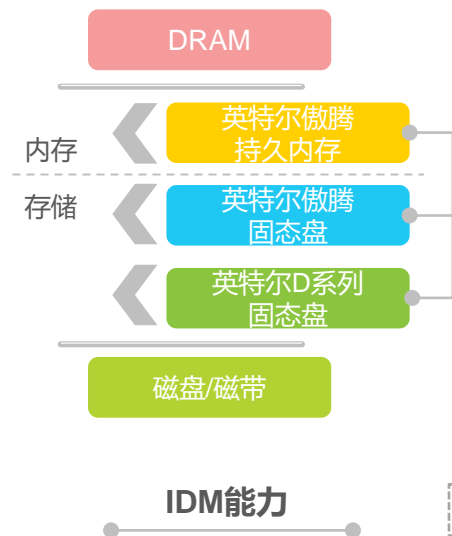 DRAM
英特尔傲腾
持久内存
内存
存储
英特尔傲腾
固态盘
英特尔D系列
固态盘
磁盘/磁带
IDM能力